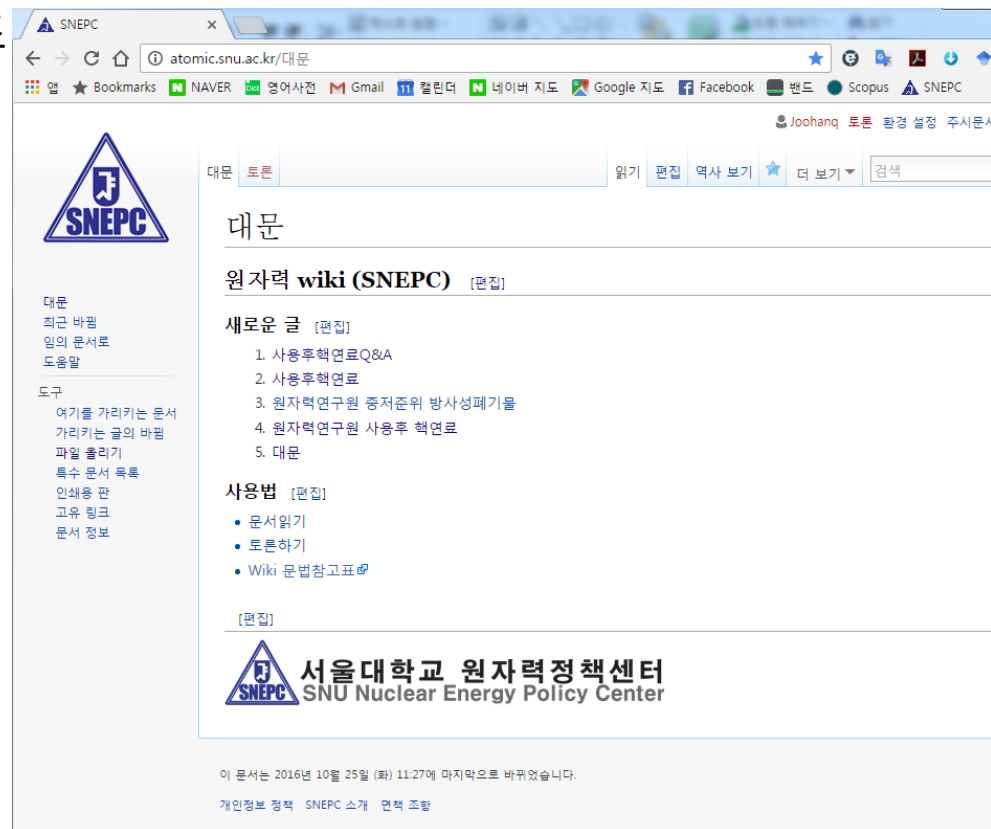 SNEPC
atomic.snu.ac.kr/대문
앱 Bookmarks NAVER 영어사전 Gmail 11 캘린더 네이버 지도 Google 지도 Facebook 밴드 Scopus SNEPC
Joohanq 토론 환경 설정 주시문서
대문 토론 읽기 편집 역사 보기 더 보기 검색
SNEPC
대문
원자력 wiki (SNEPC) [편집]
대문
최근 바뀜
임의 문서로
도움말
도구
여기를 가리키는 문서
가리키는 글의 바뀜
파일 올리기
특수 문서 목록
인쇄용 판
고유 링크
문서 정보
새로운 글 [편집]
1. 사용후핵연료Q&A
2. 사용후핵연료
3. 원자력연구원 중저준위 방사성폐기물
4. 원자력연구원 사용후 핵연료
5. 대문
사용법 [편집]
• 문서읽기
• 토론하기
• Wiki 문법참고표
[편집]
SNEPC 서울대학교 원자력정책센터
SNU Nuclear Energy Policy Center
이 문서는 2016년 10월 25일 (화) 11:27에 마지막으로 바뀌었습니다.
개인정보 정책 SNEPC 소개 면책 조항